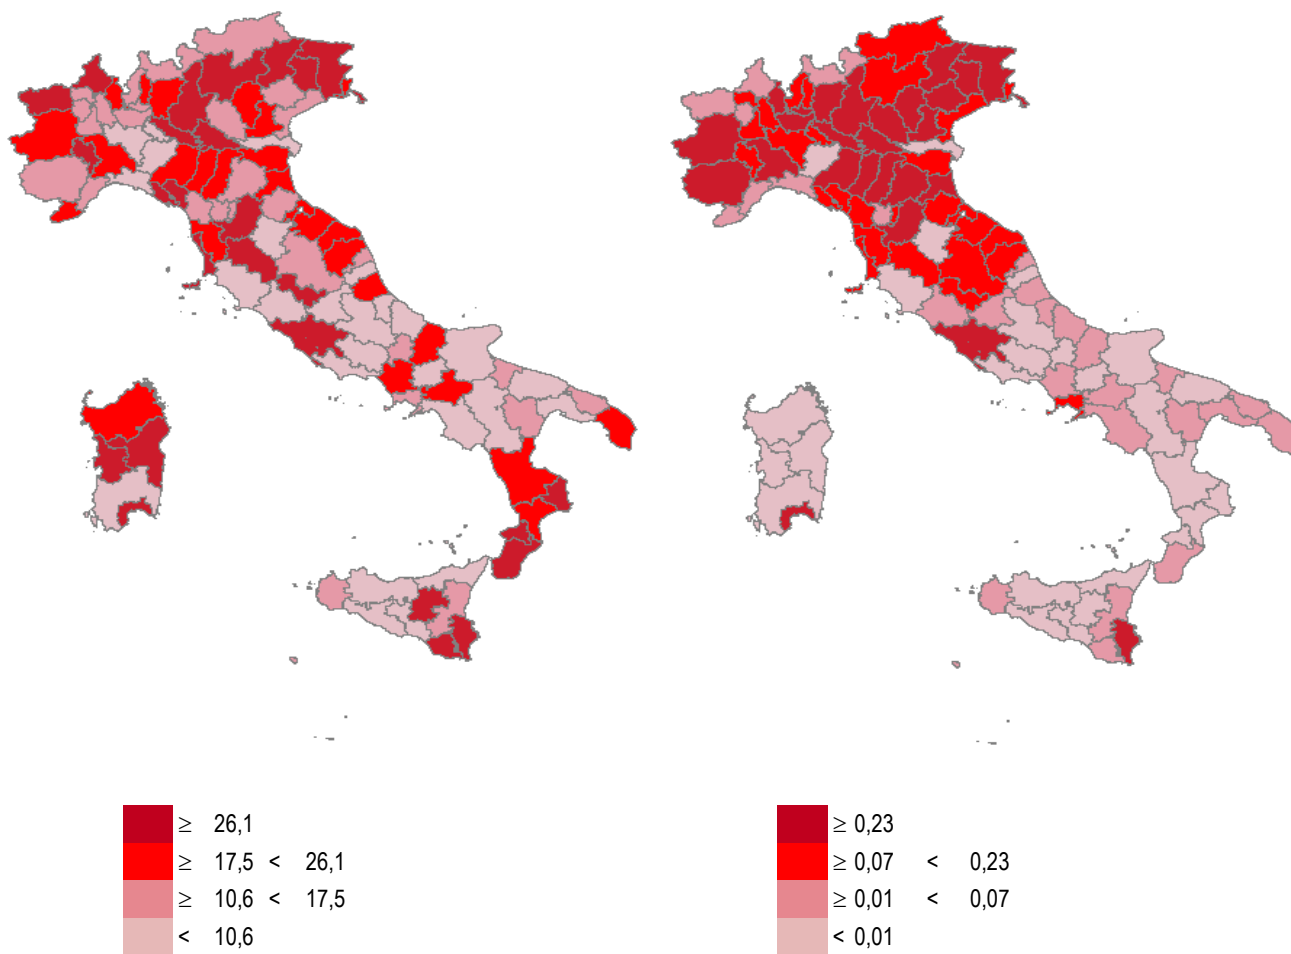 ≥ 26,1
≥ 17,5 < 26,1
≥ 10,6 < 17,5
< 10,6
≥ 0,23
≥ 0,07 < 0,23
≥ 0,01 < 0,07
< 0,01